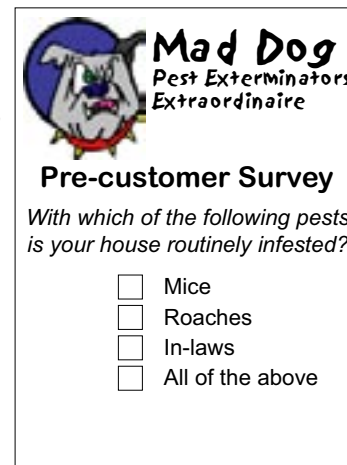 Mad Dog
Pest Exterminators
Extraordinaire
Pre-customer Survey
With which of the following pests
is your house routinely infested?
Mice
Roaches
In-laws
All of the above